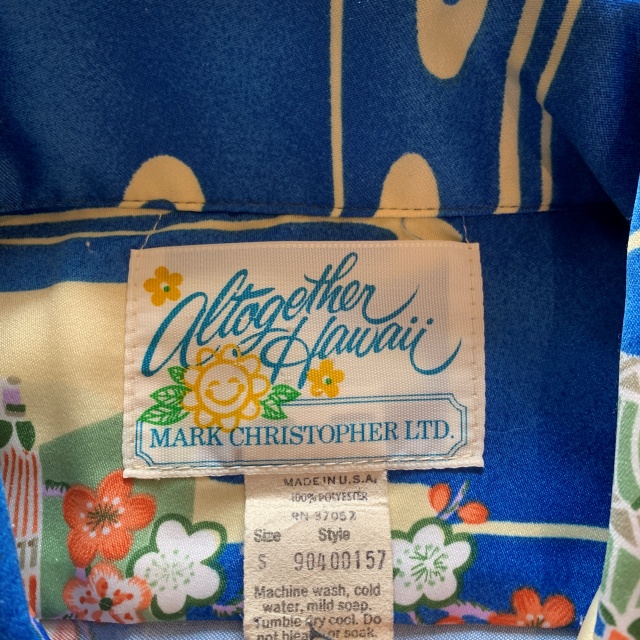 Altogether
Hawaii
MARK CHRISTOPHER LTD.
MADE IN U.S.A.
100% POLYESTER
RN 37057
Size Style
S 90400157
Machine wash, cold
water, mild soap.
Tumble dry cool. Do
not bleach or soak.